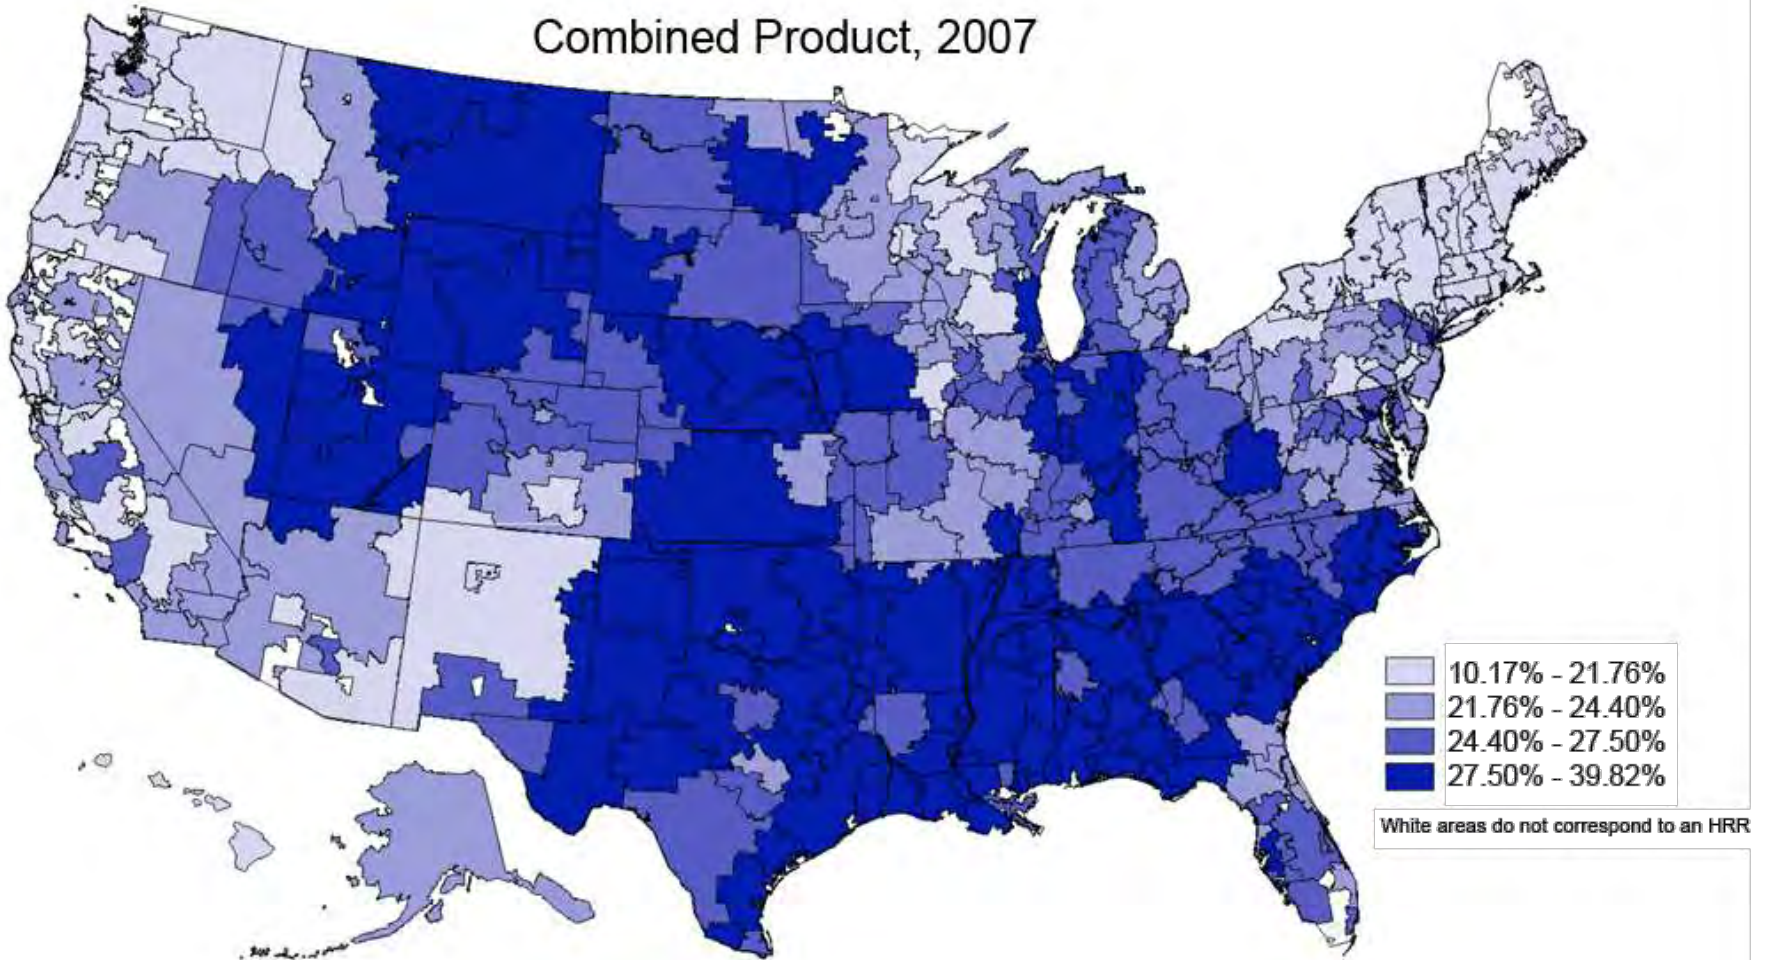 Combined Product, 2007
10.17% - 21.76%
21.76% - 24.40%
24.40% - 27.50%
27.50% - 39.82%
White areas do not correspond to an HRR